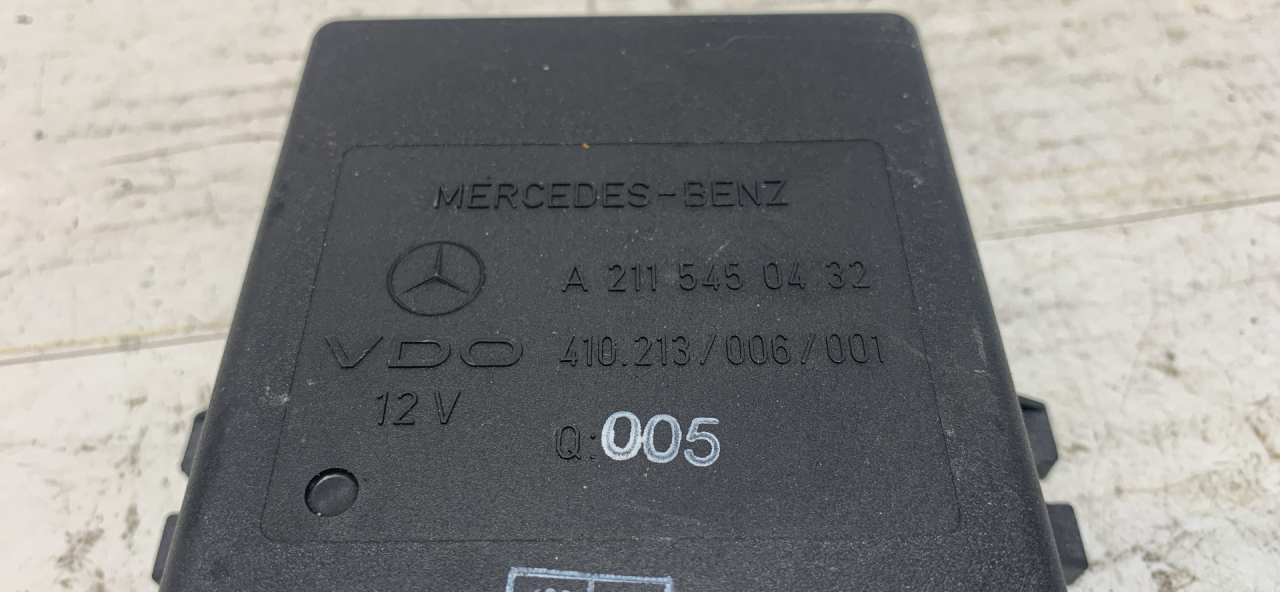 MERCEDES-BENZ
A 211 545 04 32
VDO 410.213/006/001
12 V
Q: 005